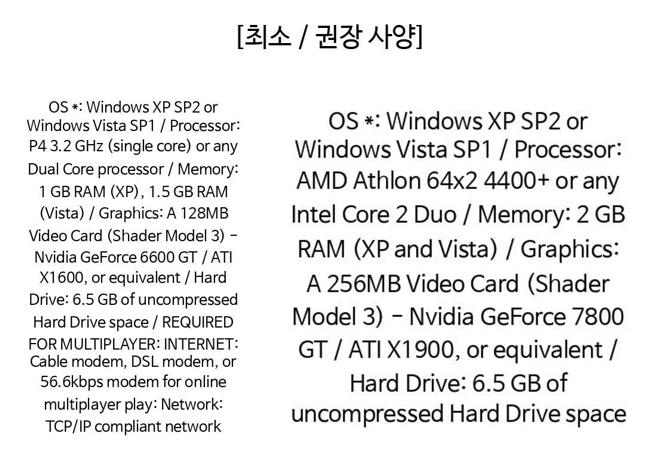 [최소 / 권장 사양]
OS *: Windows XP SP2 or
Windows Vista SP1 / Processor:
P4 3.2 GHz (single core) or any
Dual Core processor / Memory:
1 GB RAM (XP), 1.5 GB RAM
(Vista) / Graphics: A 128MB
Video Card (Shader Model 3) –
Nvidia GeForce 6600 GT / ATI
X1600, or equivalent / Hard
Drive: 6.5 GB of uncompressed
Hard Drive space / REQUIRED
FOR MULTIPLAYER: INTERNET:
Cable modem, DSL modem, or
56.6kbps modem for online
multiplayer play: Network:
TCP/IP compliant network
OS *: Windows XP SP2 or
Windows Vista SP1 / Processor:
AMD Athlon 64x2 4400+ or any
Intel Core 2 Duo / Memory: 2 GB
RAM (XP and Vista) / Graphics:
A 256MB Video Card (Shader
Model 3) – Nvidia GeForce 7800
GT / ATI X1900, or equivalent /
Hard Drive: 6.5 GB of
uncompressed Hard Drive space